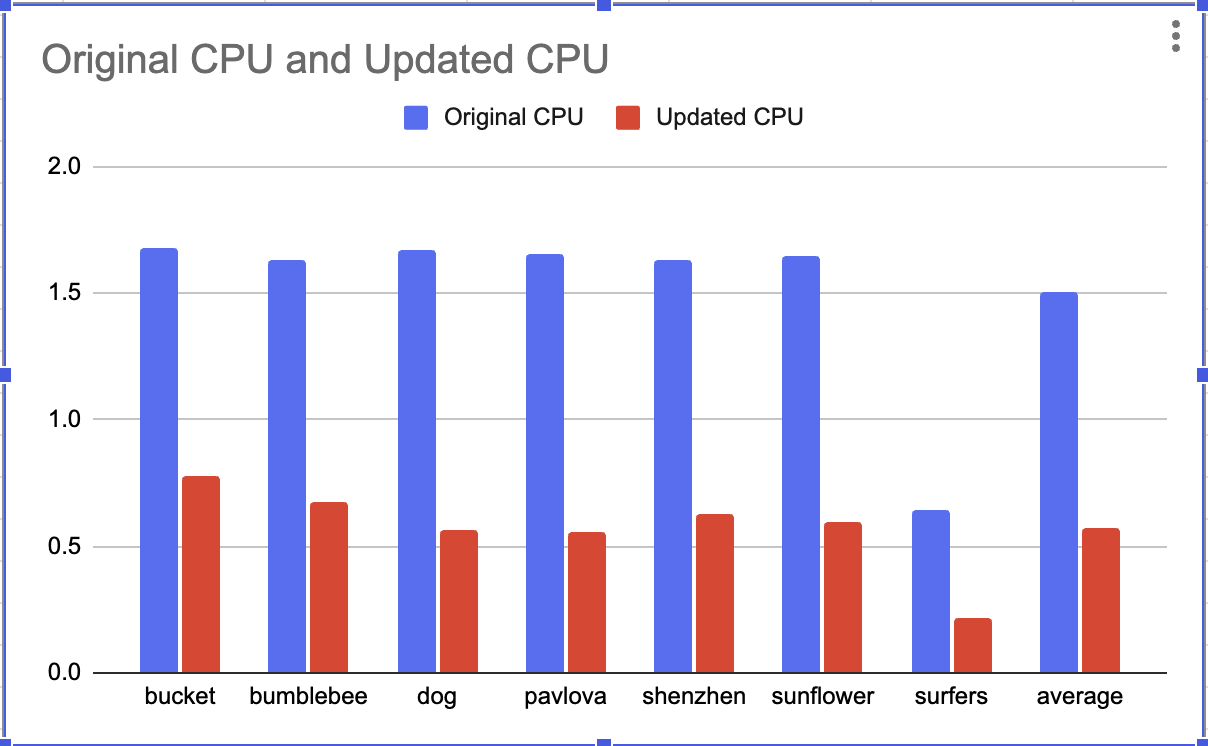 Original CPU and Updated CPU
Original CPU Updated CPU
2.0
1.5
1.0
0.5
0.0
bucket bumblebee dog pavlova shenzhen sunflower surfers average